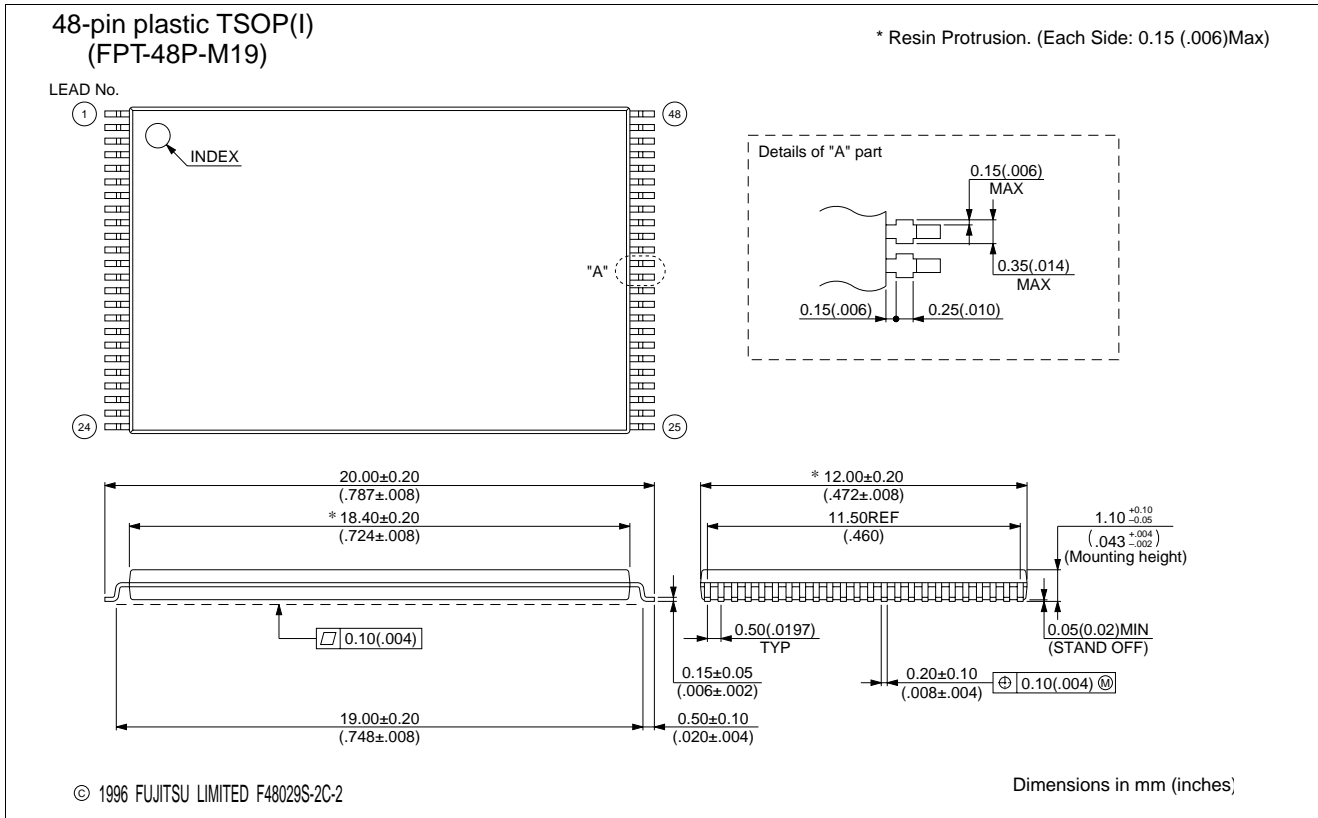 48-pin plastic TSOP(I)
(FPT-48P-M19)
* Resin Protrusion. (Each Side: 0.15 (.006)Max)
LEAD No.
1
48
INDEX
"A"
24
25
Details of "A" part
0.15(.006)
MAX
0.35(.014)
MAX
0.15(.006)
0.25(.010)
20.00±0.20
(.787±.008)
* 18.40±0.20
(.724±.008)
0.10(.004)
0.15±0.05
(.006±.002)
19.00±0.20
(.748±.008)
0.50±0.10
(.020±.004)
* 12.00±0.20
(.472±.008)
11.50REF
(.460)
1.10 +0.10 −0.05
(.043 +.004 −.002)
(Mounting height)
0.50(.0197)
TYP
0.05(0.02)MIN
(STAND OFF)
0.20±0.10
(.008±.004)
⌖ 0.10(.004) Ⓜ
© 1996 FUJITSU LIMITED F48029S-2C-2
Dimensions in mm (inches)